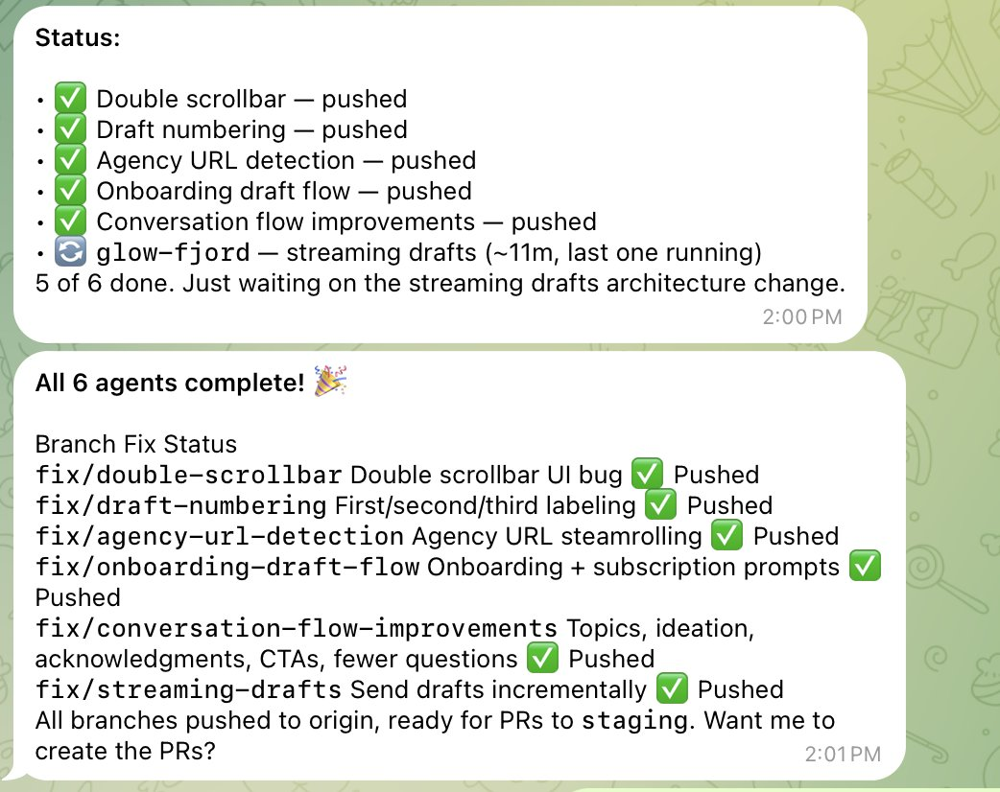 Status:
• ✅ Double scrollbar — pushed
• ✅ Draft numbering — pushed
• ✅ Agency URL detection — pushed
• ✅ Onboarding draft flow — pushed
• ✅ Conversation flow improvements — pushed
• 🔄 glow-fjord — streaming drafts (~11m, last one running)
5 of 6 done. Just waiting on the streaming drafts architecture change.
2:00 PM
All 6 agents complete! 🎉
Branch Fix Status
fix/double-scrollbar Double scrollbar UI bug ✅ Pushed
fix/draft-numbering First/second/third labeling ✅ Pushed
fix/agency-url-detection Agency URL steamrolling ✅ Pushed
fix/onboarding-draft-flow Onboarding + subscription prompts ✅
Pushed
fix/conversation-flow-improvements Topics, ideation,
acknowledgments, CTAs, fewer questions ✅ Pushed
fix/streaming-drafts Send drafts incrementally ✅ Pushed
All branches pushed to origin, ready for PRs to staging. Want me to
create the PRs?
2:01 PM